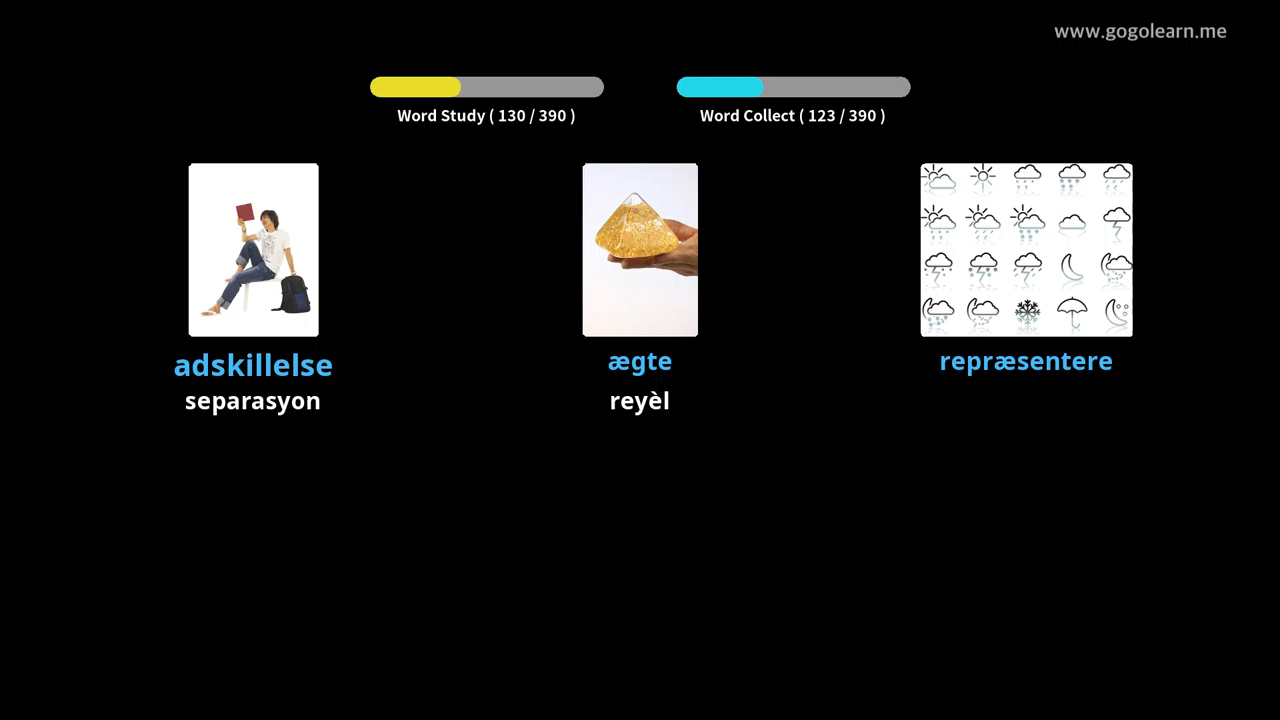 www.gogolearn.me
Word Study ( 130 / 390 )
Word Collect ( 123 / 390 )
adskillelse
separasyon
ægte
reyèl
repræsentere